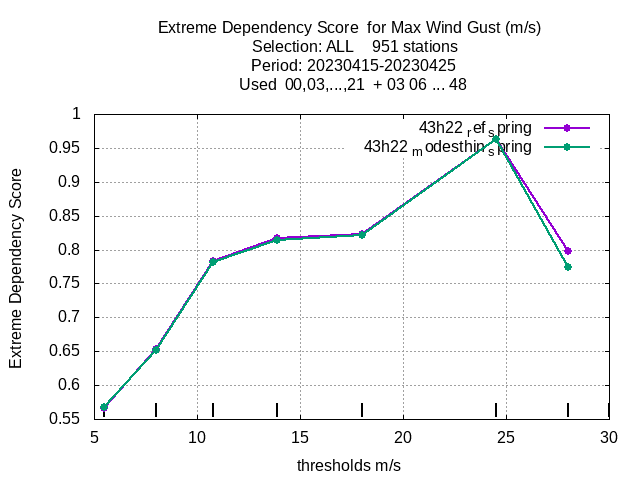 Extreme Dependency Score for Max Wind Gust (m/s)
Selection: ALL 951 stations
Period: 20230415-20230425
Used 00,03,...,21 + 03 06 ... 48
43h22 ref spring
43h22 modesthip spring
Extreme Dependency Score
1
0.95
0.9
0.85
0.8
0.75
0.7
0.65
0.6
0.55
5 10 15 20 25 30
thresholds m/s